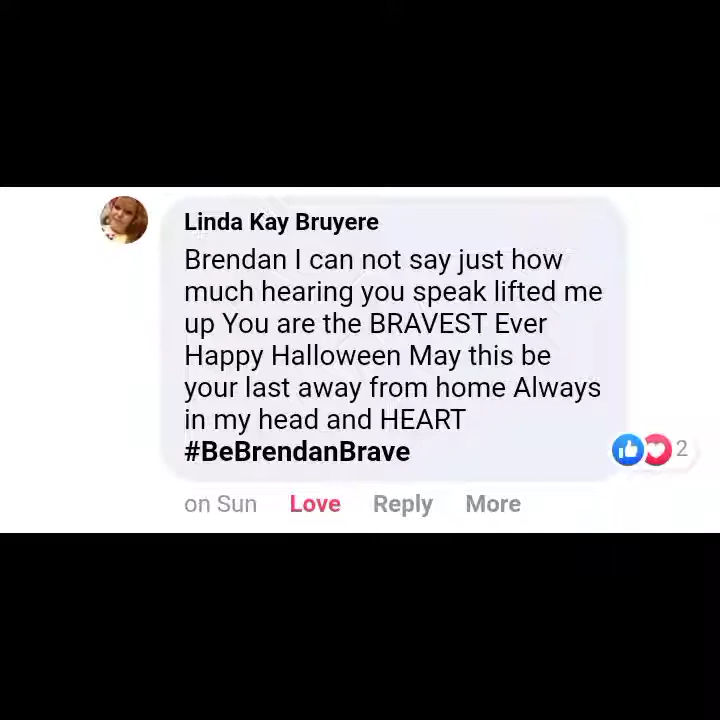 Linda Kay Bruyere
Brendan I can not say just how
much hearing you speak lifted me
up You are the BRAVEST Ever
Happy Halloween May this be
your last away from home Always
in my head and HEART
#BeBrendanBrave
2
on Sun Love Reply More